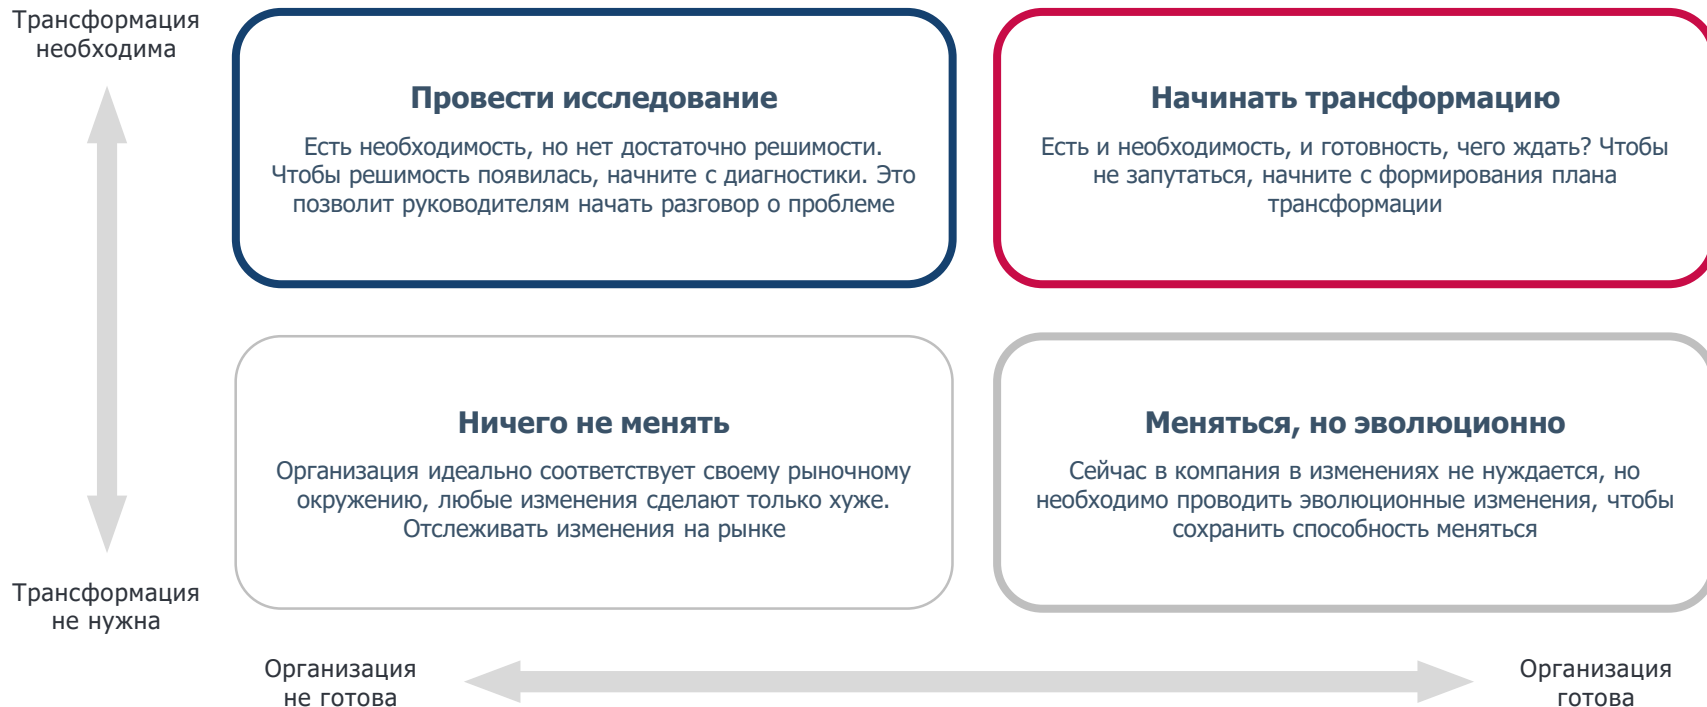 Трансформация
необходима
Провести исследование
Есть необходимость, но нет достаточно решимости.
Чтобы решимость появилась, начните с диагностики. Это
позволит руководителям начать разговор о проблеме
Начинать трансформацию
Есть и необходимость, и готовность, чего ждать? Чтобы
не запутаться, начните с формирования плана
трансформации
Ничего не менять
Организация идеально соответствует своему рыночному
окружению, любые изменения сделают только хуже.
Отслеживать изменения на рынке
Меняться, но эволюционно
Сейчас в компания в изменениях не нуждается, но
необходимо проводить эволюционные изменения, чтобы
сохранить способность меняться
Трансформация
не нужна
Организация
не готова
Организация
готова